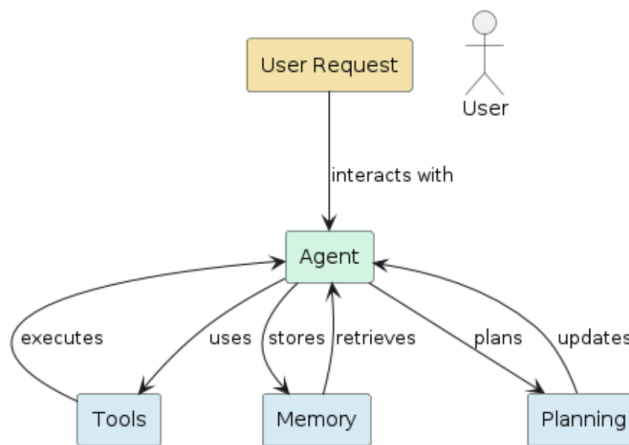 User Request
User
interacts with
Agent
executes
uses
stores
retrieves
plans
updates
Tools
Memory
Planning